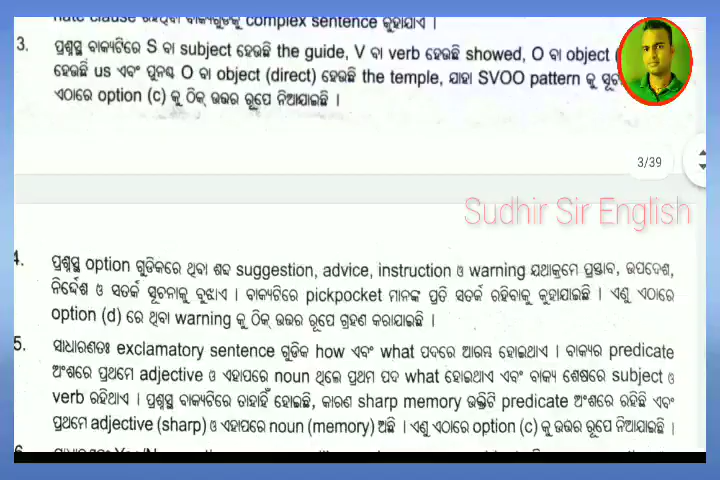 nate clause ରହିଥିବା ବାକ୍ୟଗୁଡିକୁ complex sentence କୁହାଯାଏ ।
3. ପ୍ରଶ୍ନସ୍ଥ ବାକ୍ୟଟିରେ S ବା subject ହେଉଛି the guide, V ବା verb ହେଉଛି showed, O ବା object (
ହେଉଛି us ଏବଂ ପୁନଶ୍ଚ O ବା object (direct) ହେଉଛି the temple, ଯାହା SVOO pattern କୁ ସୂଚ
ଏଠାରେ option (c) କୁ ଠିକ୍ ଉତ୍ତର ରୂପେ ନିଆଯାଇଛି ।
3/39
Sudhir Sir English
4. ପ୍ରଶ୍ନସ୍ଥ option ଗୁଡିକରେ ଥିବା ଶବ୍ଦ suggestion, advice, instruction ଓ warning ଯଥାକ୍ରମେ ପ୍ରସ୍ତାବ, ଉପଦେଶ,
ନିର୍ଦ୍ଦେଶ ଓ ସତର୍କ ସୂଚନାକୁ ବୁଝାଏ । ବାକ୍ୟଟିରେ pickpocket ମାନଙ୍କ ପ୍ରତି ସତର୍କ ରହିବାକୁ କୁହାଯାଇଛି । ଏଣୁ ଏଠାରେ
option (d) ରେ ଥିବା warning କୁ ଠିକ୍ ଉତ୍ତର ରୂପେ ଗ୍ରହଣ କରାଯାଇଛି ।
5. ସାଧାରଣତଃ exclamatory sentence ଗୁଡିକ how ଏବଂ what ପଦରେ ଆରମ୍ଭ ହୋଇଥାଏ । ବାକ୍ୟର predicate
ଅଂଶରେ ପ୍ରଥମେ adjective ଓ ଏହାପରେ noun ଥିଲେ ପ୍ରଥମ ପଦ what ହୋଇଥାଏ ଏବଂ ବାକ୍ୟ ଶେଷରେ subject ଓ
verb ରହିଥାଏ । ପ୍ରଶ୍ନସ୍ଥ ବାକ୍ୟଟିରେ ତାହାହିଁ ହୋଇଛି, କାରଣ sharp memory ଉକ୍ତିଟି predicate ଅଂଶରେ ରହିଛି ଏବଂ
ପ୍ରଥମେ adjective (sharp) ଓ ଏହାପରେ noun (memory) ଅଛି । ଏଣୁ ଏଠାରେ option (c) କୁ ଉତ୍ତର ରୂପେ ନିଆଯାଇଛି ।